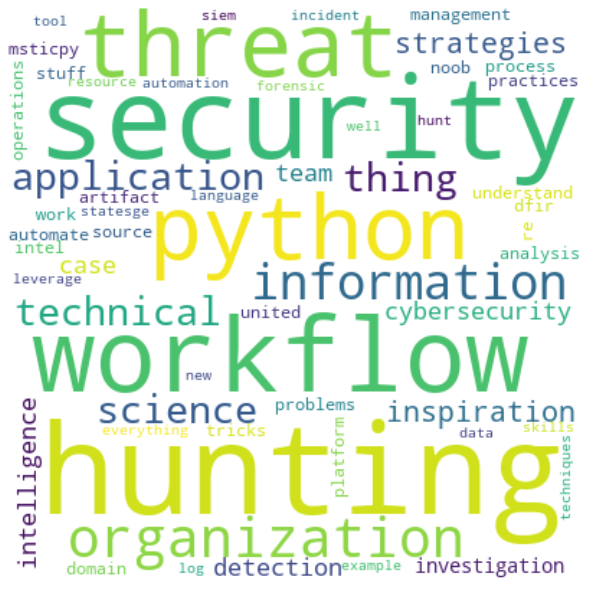 tool
siem
incident
management
threat
strategies
msticpy
stuff
resource
automation
forensic
noob
process
practices
operations
security
well
hunt
application
team
thing
understand
artifact
language
dfir
work
statesge
python
re
automate
source
intel
case
analysis
leverage
information
technical
united
cybersecurity
workflow
new
science
problems
inspiration
intelligence
everything
tricks
platform
data
skills
techniques
hunting
organization
domain
log
detection
example
investigation